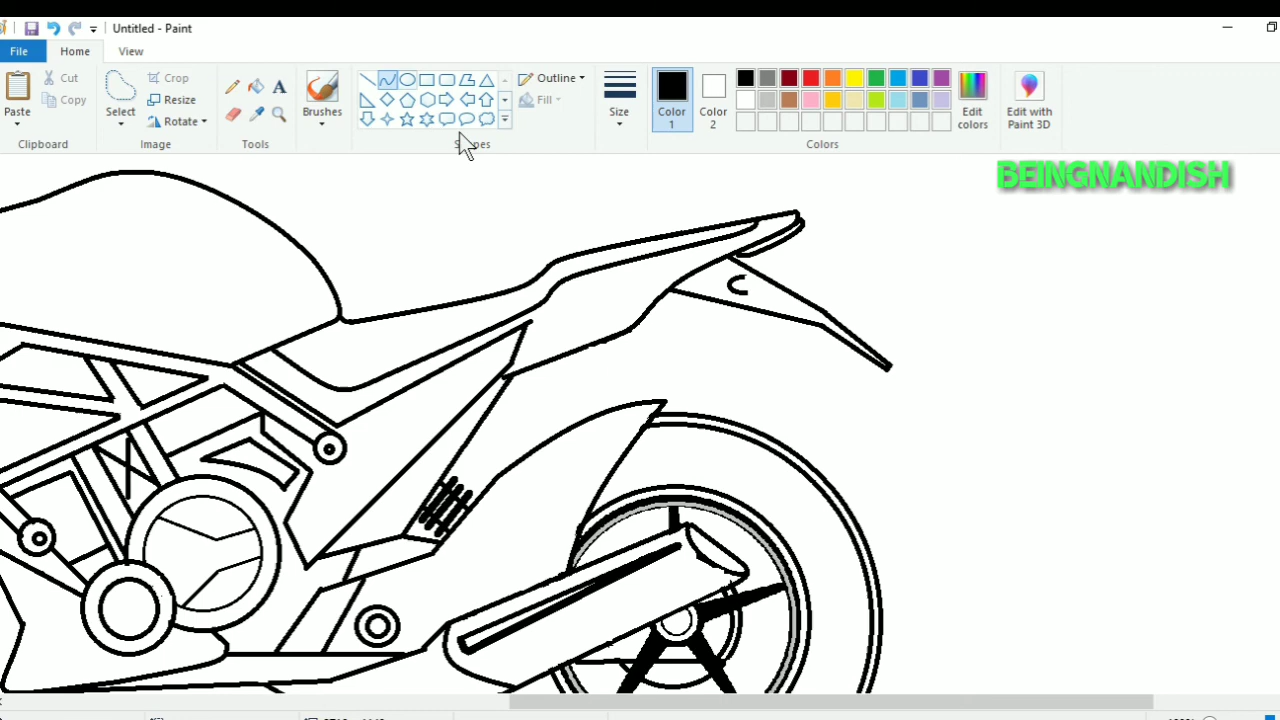 Untitled - Paint
File Home View
Paste Cut Copy Clipboard
Select Crop Resize Rotate Image
Tools
Brushes
Shapes Outline Fill
Size
Color 1 Color 2 Edit colors Colors
Edit with Paint 3D
BEINGNANDISH